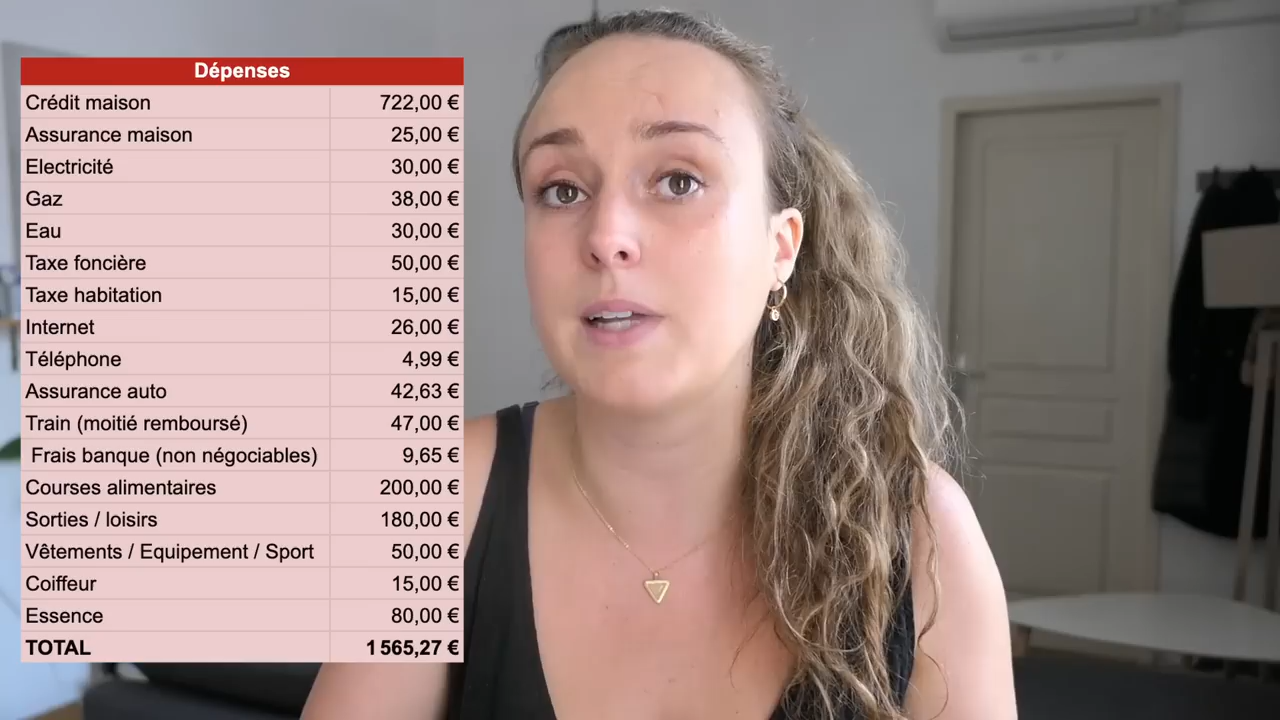 Dépenses
Crédit maison 722,00 €
Assurance maison 25,00 €
Electricité 30,00 €
Gaz 38,00 €
Eau 30,00 €
Taxe foncière 50,00 €
Taxe habitation 15,00 €
Internet 26,00 €
Téléphone 4,99 €
Assurance auto 42,63 €
Train (moitié remboursé) 47,00 €
Frais banque (non négociables) 9,65 €
Courses alimentaires 200,00 €
Sorties / loisirs 180,00 €
Vêtements / Equipement / Sport 50,00 €
Coiffeur 15,00 €
Essence 80,00 €
TOTAL 1 565,27 €